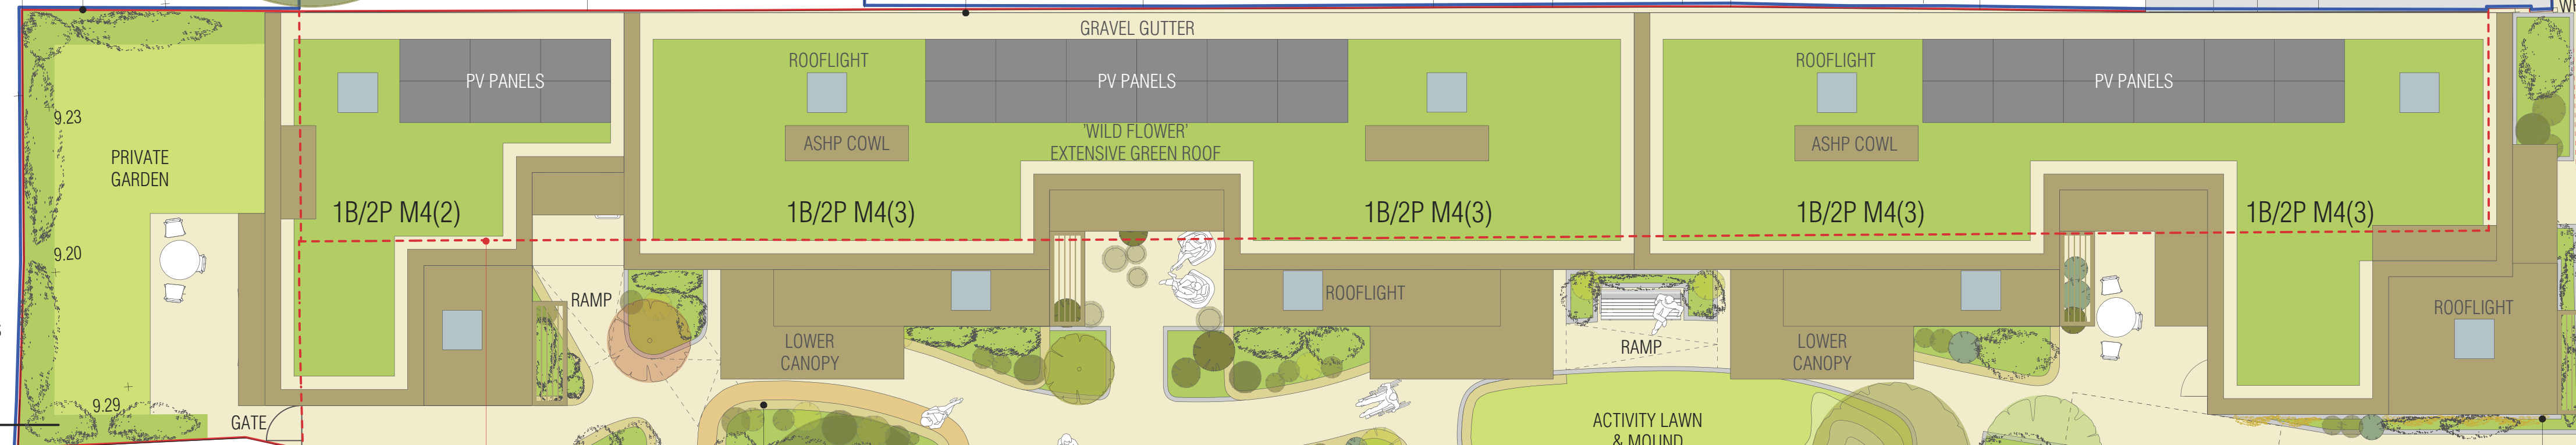 GRAVEL GUTTER
ROOFLIGHT
ROOFLIGHT
PV PANELS
PV PANELS
PV PANELS
9.23
'WILD FLOWER'
EXTENSIVE GREEN ROOF
ASHP COWL
ASHP COWL
PRIVATE
GARDEN
1B/2P M4(2)
1B/2P M4(3)
1B/2P M4(3)
1B/2P M4(3)
1B/2P M4(3)
9.20
RAMP
ROOFLIGHT
ROOFLIGHT
LOWER
CANOPY
RAMP
LOWER
CANOPY
9.29
GATE
ACTIVITY LAWN
& MOUND